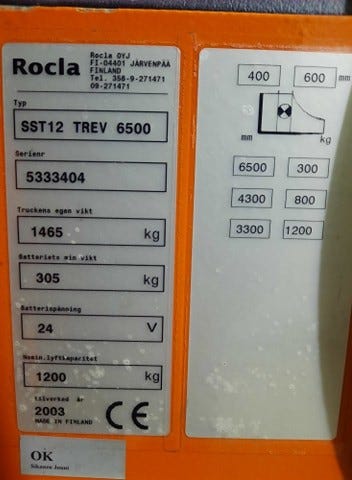 Rocla
Rocla OYJ
FI-04401 JÄRVENPÄÄ
FINLAND
Tel. 358-9-271471
09-271471
Typ
SST12 TREV 6500
Serienr
5333404
Truckens egen vikt
1465 kg
Batteriets min vikt
305 kg
Batterispänning
24 V
Nomin.lyftkapacitet
1200 kg
tillverkad år
2003
MADE IN FINLAND
CE
OK
Sikanen Jouni
400 600 mm
mm kg
6500 300
4300 800
3300 1200